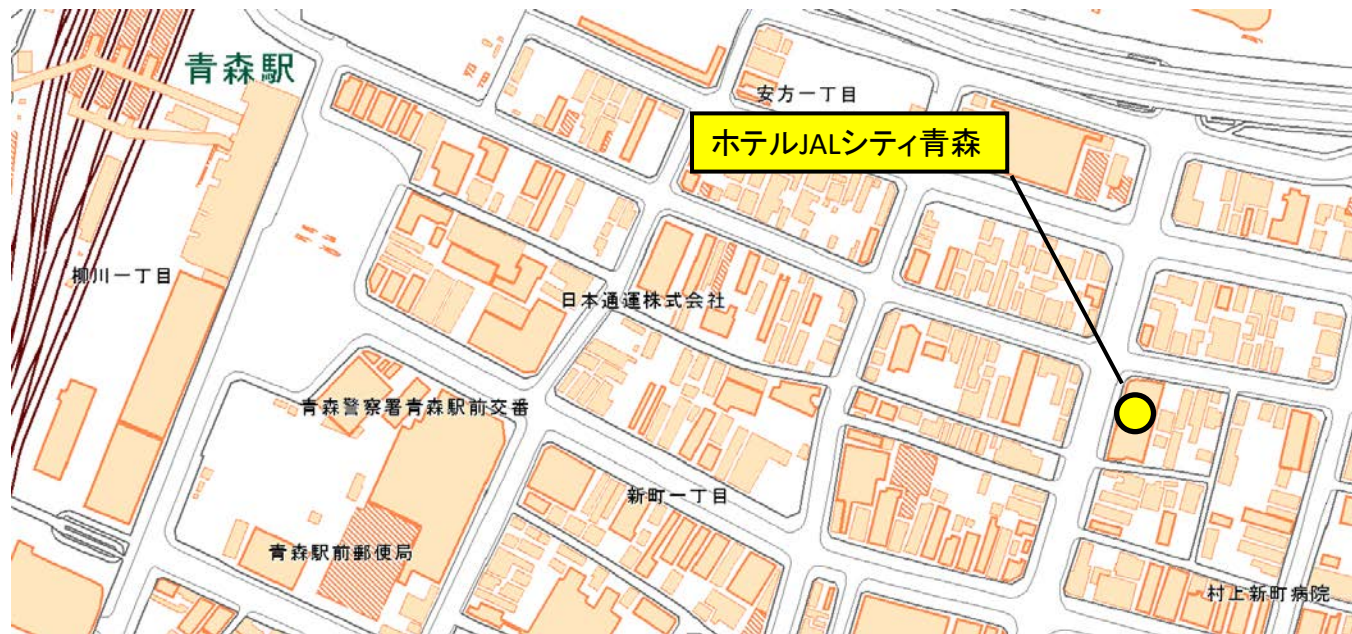 青森駅
安方一丁目
ホテルJALシティ青森
柳川一丁目
日本通運株式会社
青森警察署青森駅前交番
新町一丁目
青森駅前郵便局
村上新町病院